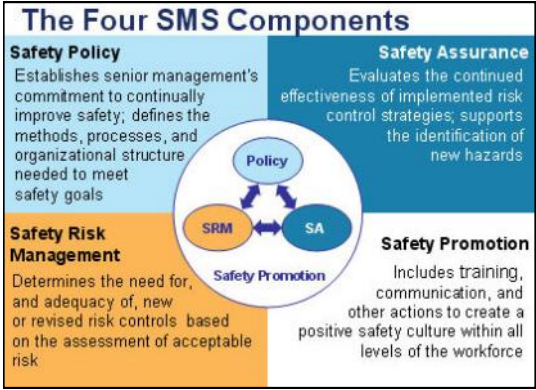 The Four SMS Components
Safety Policy
Establishes senior management's
commitment to continually
improve safety; defines the
methods, processes, and
organizational structure
needed to meet
safety goals
Safety Assurance
Evaluates the continued
effectiveness of implemented risk
control strategies; supports
the identification of
new hazards
Policy
SRM
SA
Safety Promotion
Safety Risk
Management
Determines the need for,
and adequacy of, new
or revised risk controls based
on the assessment of acceptable
risk
Safety Promotion
Includes training,
communication, and
other actions to create a
positive safety culture within all
levels of the workforce